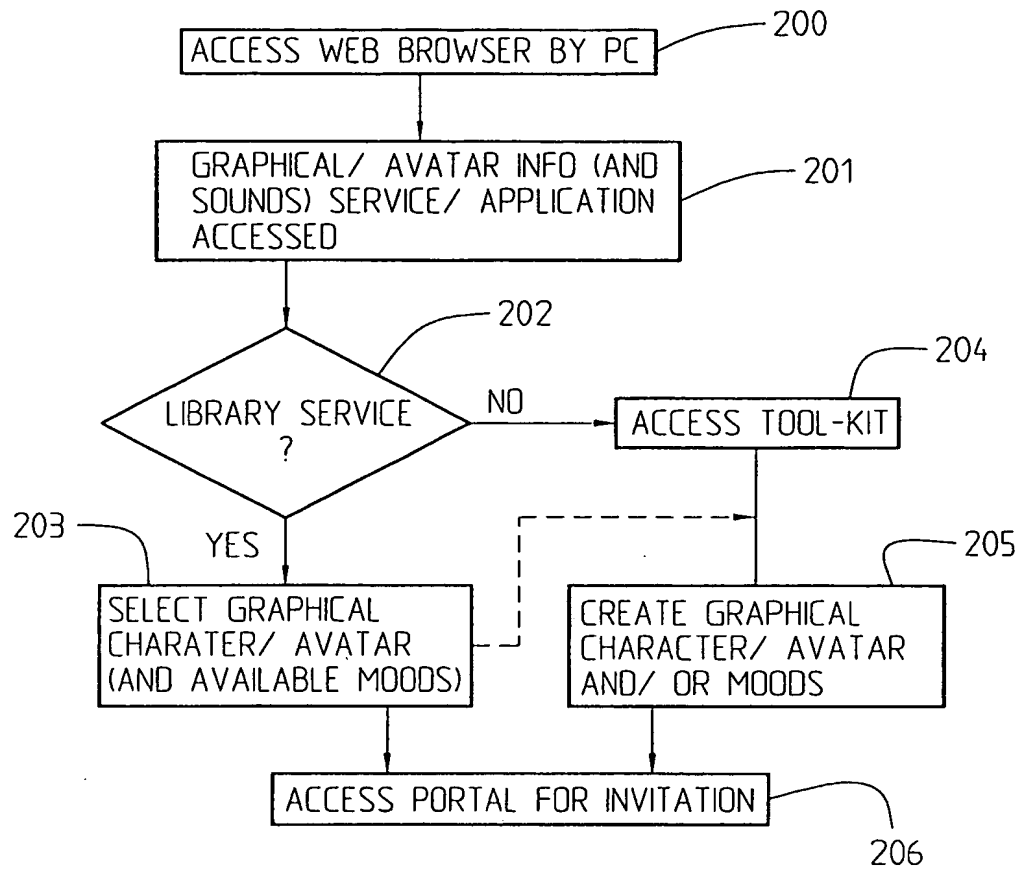 200
ACCESS WEB BROWSER BY PC
GRAPHICAL/ AVATAR INFO (AND
SOUNDS) SERVICE/ APPLICATION
ACCESSED
201
202
LIBRARY SERVICE
?
NO
204
ACCESS TOOL-KIT
203
YES
205
SELECT GRAPHICAL
CHARATER/ AVATAR
(AND AVAILABLE MOODS)
CREATE GRAPHICAL
CHARACTER/ AVATAR
AND/ OR MOODS
ACCESS PORTAL FOR INVITATION
206